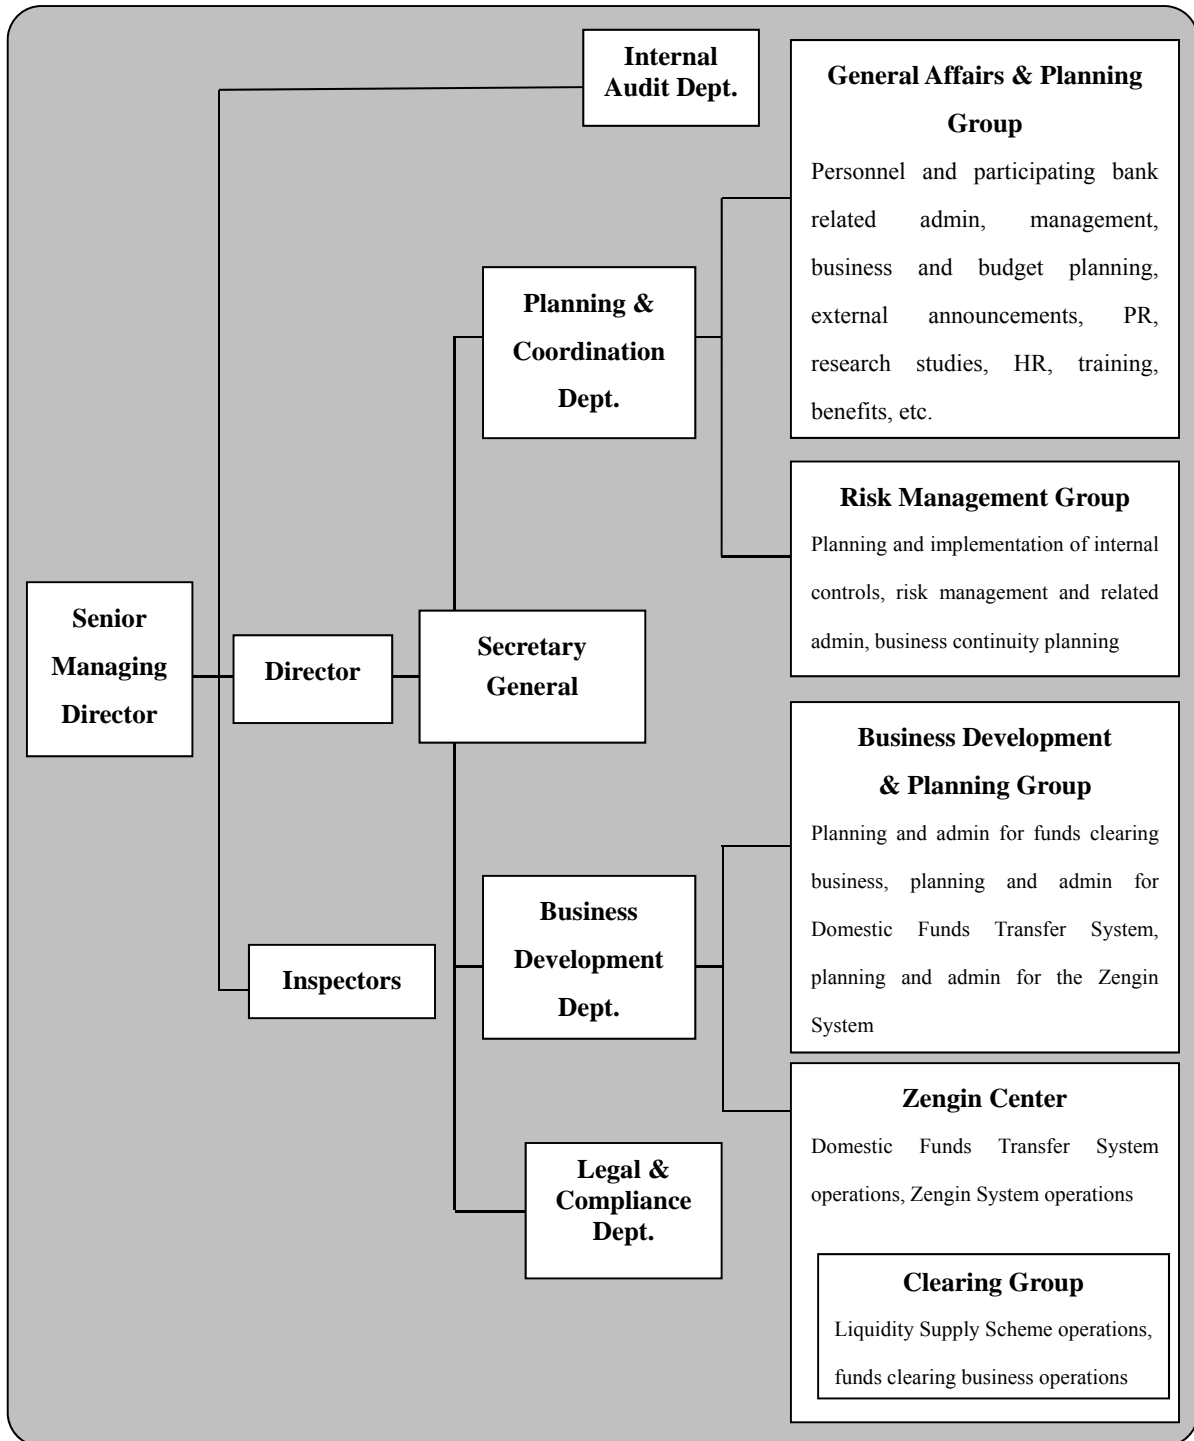 Internal
Audit Dept.
General Affairs & Planning
Group
Personnel and participating bank
related admin, management,
business and budget planning,
external announcements, PR,
research studies, HR, training,
benefits, etc.
Planning &
Coordination
Dept.
Risk Management Group
Planning and implementation of internal
controls, risk management and related
admin, business continuity planning
Senior
Managing
Director
Director
Secretary
General
Business Development
& Planning Group
Planning and admin for funds clearing
business, planning and admin for
Domestic Funds Transfer System,
planning and admin for the Zengin
System
Inspectors
Business
Development
Dept.
Zengin Center
Domestic Funds Transfer System
operations, Zengin System operations
Legal &
Compliance
Dept.
Clearing Group
Liquidity Supply Scheme operations,
funds clearing business operations